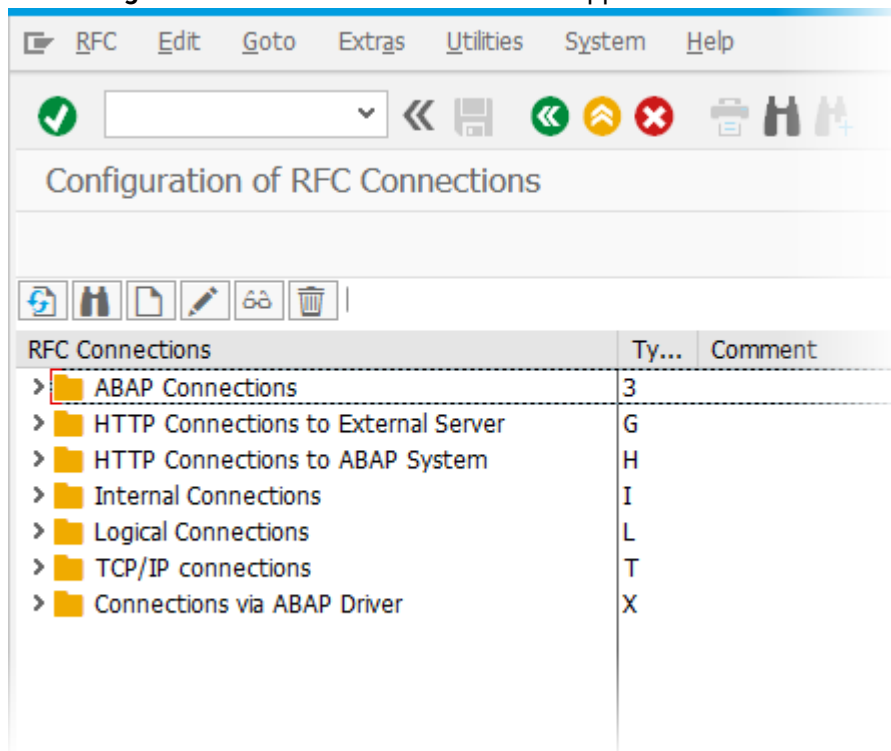 RFC Edit Goto Extras Utilities System Help
Configuration of RFC Connections
RFC Connections Ty... Comment
ABAP Connections 3
HTTP Connections to External Server G
HTTP Connections to ABAP System H
Internal Connections I
Logical Connections L
TCP/IP connections T
Connections via ABAP Driver X